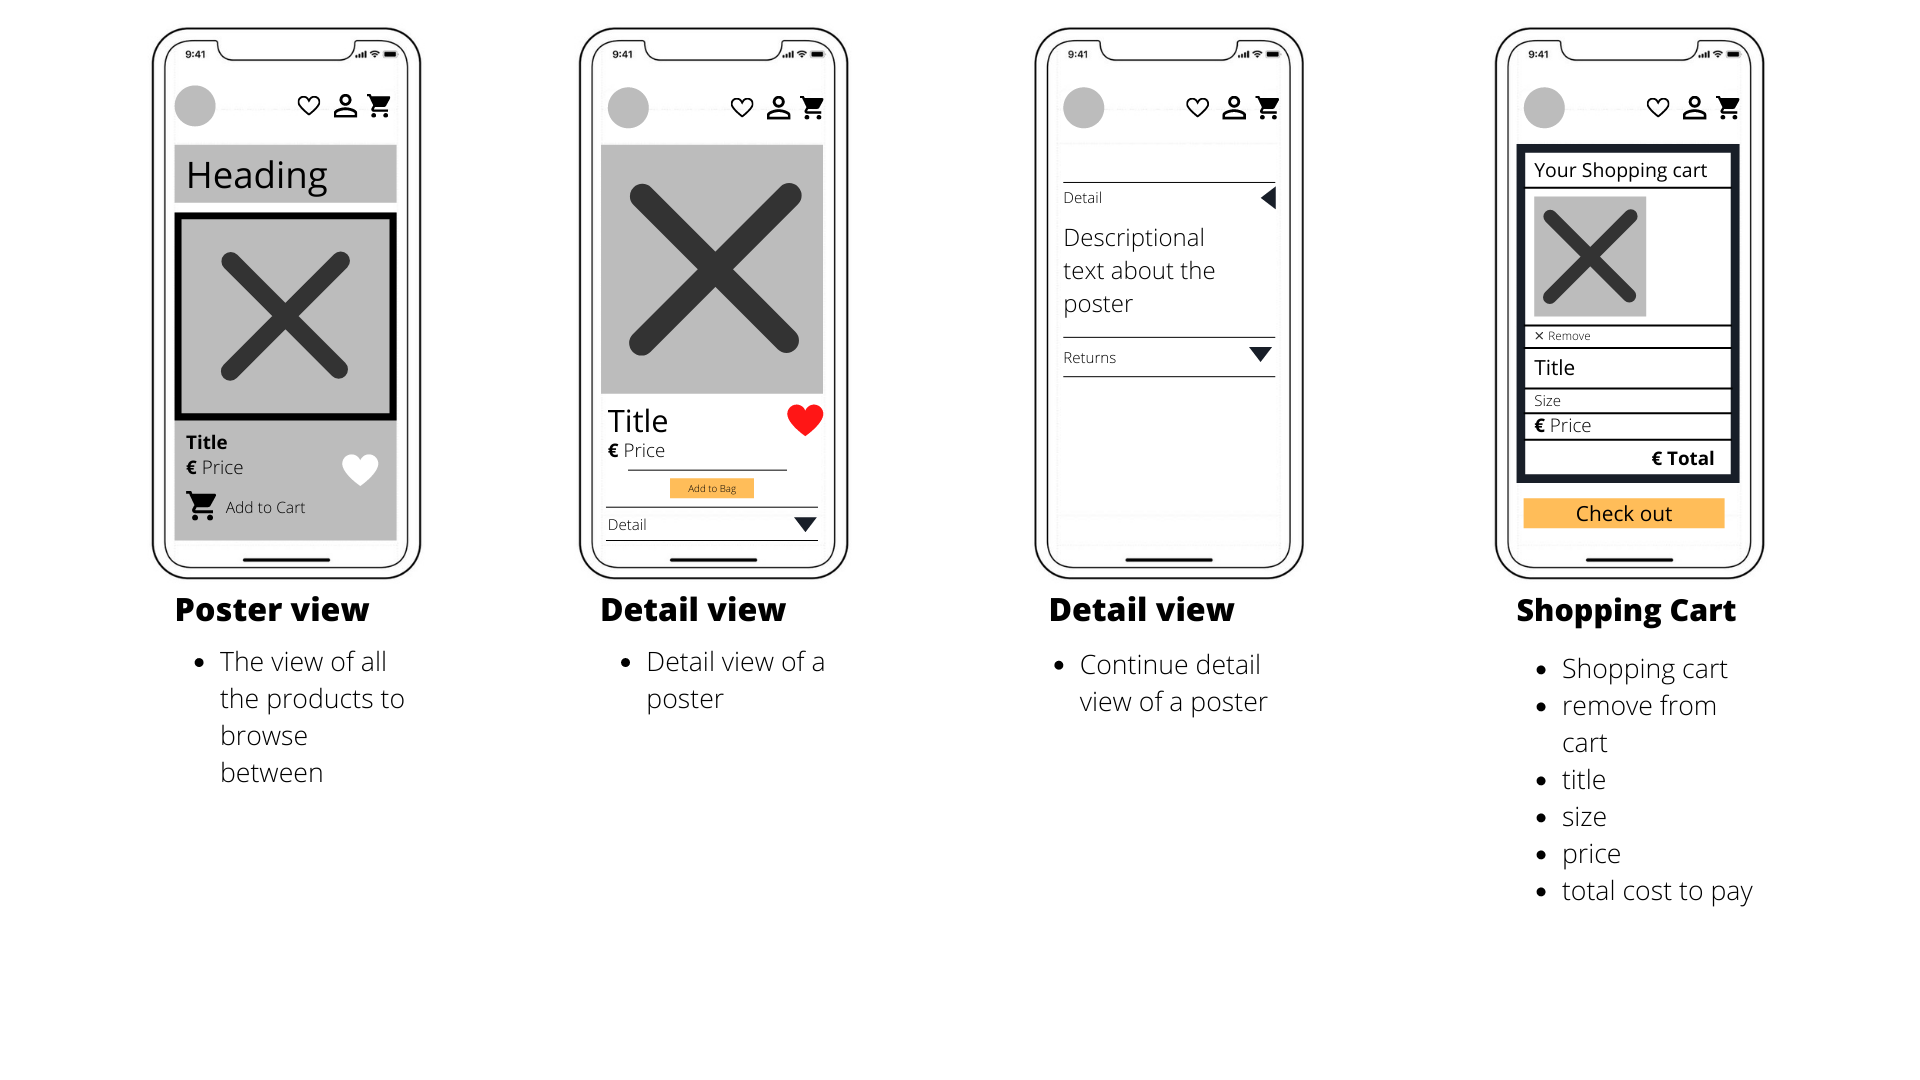 9:41
Heading
Title
€ Price
Add to Cart
Poster view
• The view of all
the products to
browse
between
9:41
Title
€ Price
Add to Bag
Detail
Detail view
• Detail view of a
poster
9:41
Detail
Descriptional
text about the
poster
Returns
Detail view
• Continue detail
view of a poster
9:41
Your Shopping cart
× Remove
Title
Size
€ Price
€ Total
Check out
Shopping Cart
• Shopping cart
• remove from
cart
• title
• size
• price
• total cost to pay